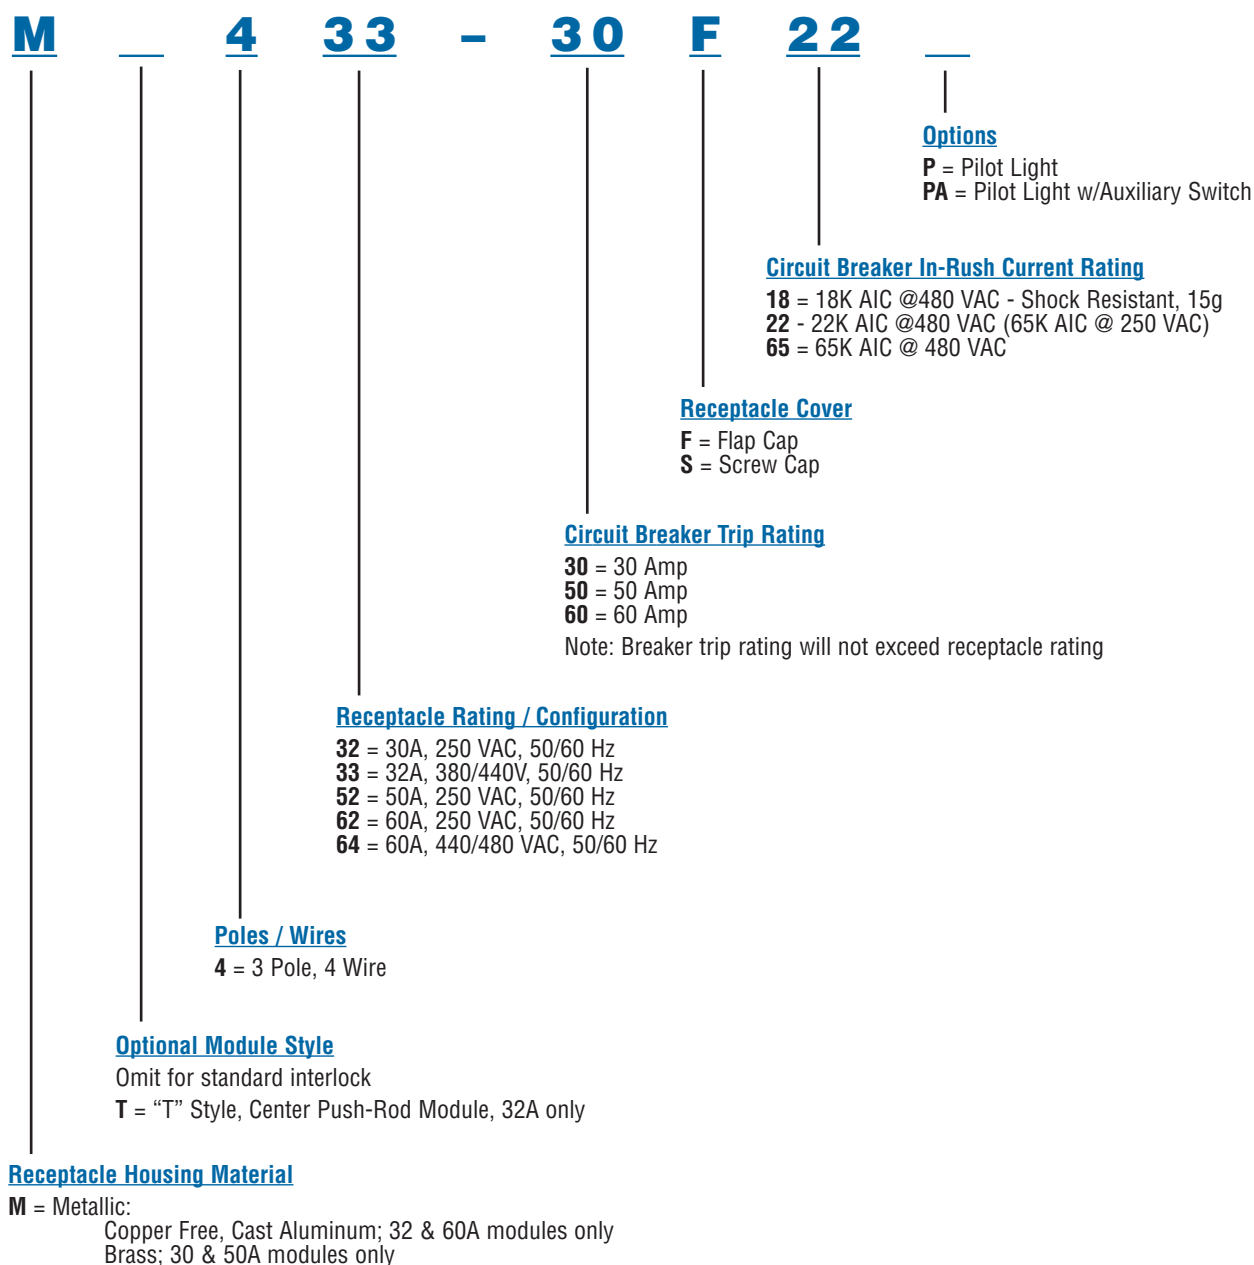 M __ 4 33 – 30 F 22 __
Options
P = Pilot Light
PA = Pilot Light w/Auxiliary Switch
Circuit Breaker In-Rush Current Rating
18 = 18K AIC @480 VAC - Shock Resistant, 15g
22 - 22K AIC @480 VAC (65K AIC @ 250 VAC)
65 = 65K AIC @ 480 VAC
Receptacle Cover
F = Flap Cap
S = Screw Cap
Circuit Breaker Trip Rating
30 = 30 Amp
50 = 50 Amp
60 = 60 Amp
Note: Breaker trip rating will not exceed receptacle rating
Receptacle Rating / Configuration
32 = 30A, 250 VAC, 50/60 Hz
33 = 32A, 380/440V, 50/60 Hz
52 = 50A, 250 VAC, 50/60 Hz
62 = 60A, 250 VAC, 50/60 Hz
64 = 60A, 440/480 VAC, 50/60 Hz
Poles / Wires
4 = 3 Pole, 4 Wire
Optional Module Style
Omit for standard interlock
T = “T” Style, Center Push-Rod Module, 32A only
Receptacle Housing Material
M = Metallic:
Copper Free, Cast Aluminum; 32 & 60A modules only
Brass; 30 & 50A modules only